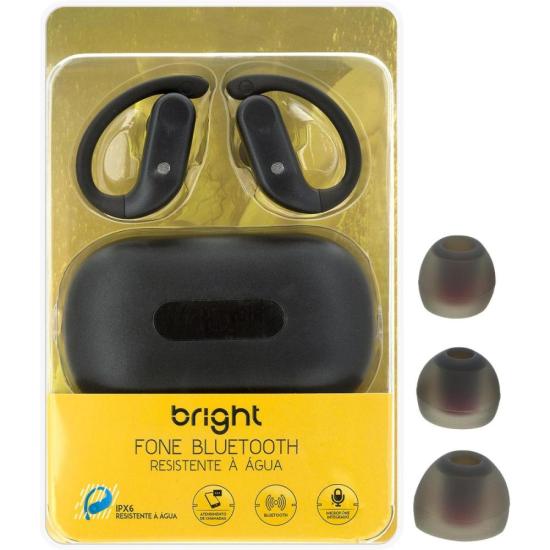 bright
FONE BLUETOOTH
RESISTENTE À ÁGUA
IPX6
RESISTENTE À ÁGUA
ATENDIMENTO
DE CHAMADAS
BLUETOOTH
MICROFONE
INTEGRADO